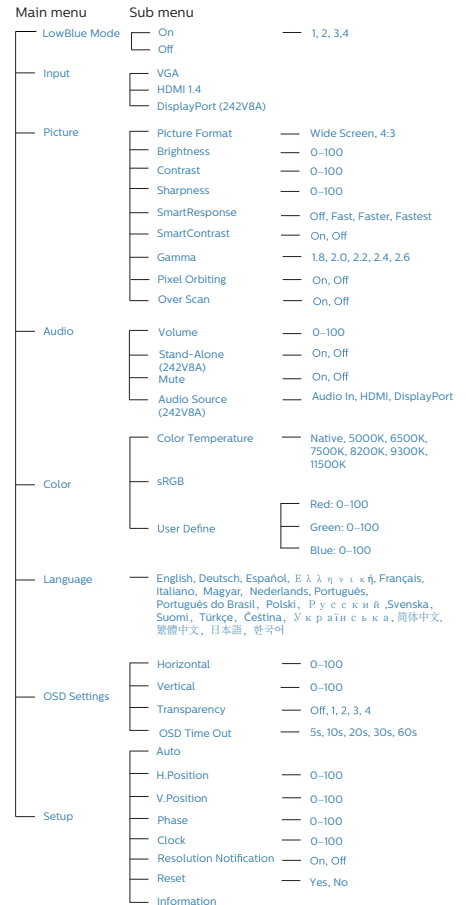 Main menu Sub menu
LowBlue Mode On 1, 2, 3,4
Off
Input VGA
HDMI 1.4
DisplayPort (242V8A)
Picture Picture Format Wide Screen, 4:3
Brightness 0-100
Contrast 0-100
Sharpness 0-100
SmartResponse Off, Fast, Faster, Fastest
SmartContrast On, Off
Gamma 1.8, 2.0, 2.2, 2.4, 2.6
Pixel Orbiting On, Off
Over Scan On, Off
Audio Volume 0-100
Stand-Alone On, Off
(242V8A)
Mute On, Off
Audio Source Audio In, HDMI, DisplayPort
(242V8A)
Color Temperature Native, 5000K, 6500K,
7500K, 8200K, 9300K,
11500K
Color sRGB
Red: 0-100
User Define Green: 0-100
Blue: 0-100
Language English, Deutsch, Español, Ελληνική, Français,
Italiano, Magyar, Nederlands, Português,
Português do Brasil, Polski, Русский ,Svenska,
Suomi, Türkçe, Čeština, Українська, 简体中文,
繁體中文, 日本語, 한국어
Horizontal 0-100
Vertical 0-100
OSD Settings Transparency Off, 1, 2, 3, 4
OSD Time Out 5s, 10s, 20s, 30s, 60s
Auto
H.Position 0-100
V.Position 0-100
Setup Phase 0-100
Clock 0-100
Resolution Notification On, Off
Reset Yes, No
Information